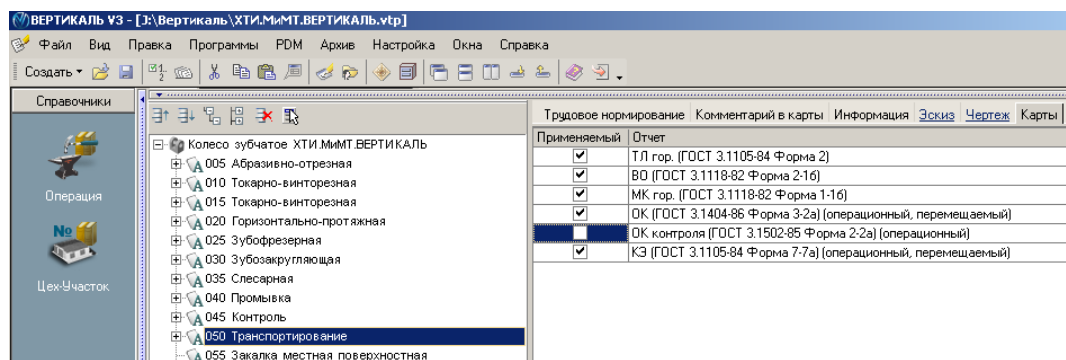 ВЕРТИКАЛЬ V3 - [J:\Вертикаль\ХТИ.МиМТ.ВЕРТИКАЛЬ.vtp]
Файл Вид Правка Программы PDM Архив Настройка Окна Справка
Создать
Справочники
Операция
№
Цех-Участок
Колесо зубчатое ХТИ.МиМТ.ВЕРТИКАЛЬ
005 Абразивно-отрезная
010 Токарно-винторезная
015 Токарно-винторезная
020 Горизонтально-протяжная
025 Зубофрезерная
030 Зубозакругляющая
035 Слесарная
040 Промывка
045 Контроль
050 Транспортирование
055 Закалка местная поверхностная
Трудовое нормирование Комментарий в карты Информация Эскиз Чертеж Карты
Применяемый Отчет
ТЛ гор. (ГОСТ 3.1105-84 Форма 2)
ВО (ГОСТ 3.1118-82 Форма 2-1б)
МК гор. (ГОСТ 3.1118-82 Форма 1-1б)
ОК (ГОСТ 3.1404-86 Форма 3-2а) (операционный, перемещаемый)
ОК контроля (ГОСТ 3.1502-85 Форма 2-2а) (операционный)
КЭ (ГОСТ 3.1105-84 Форма 7-7а) (операционный, перемещаемый)